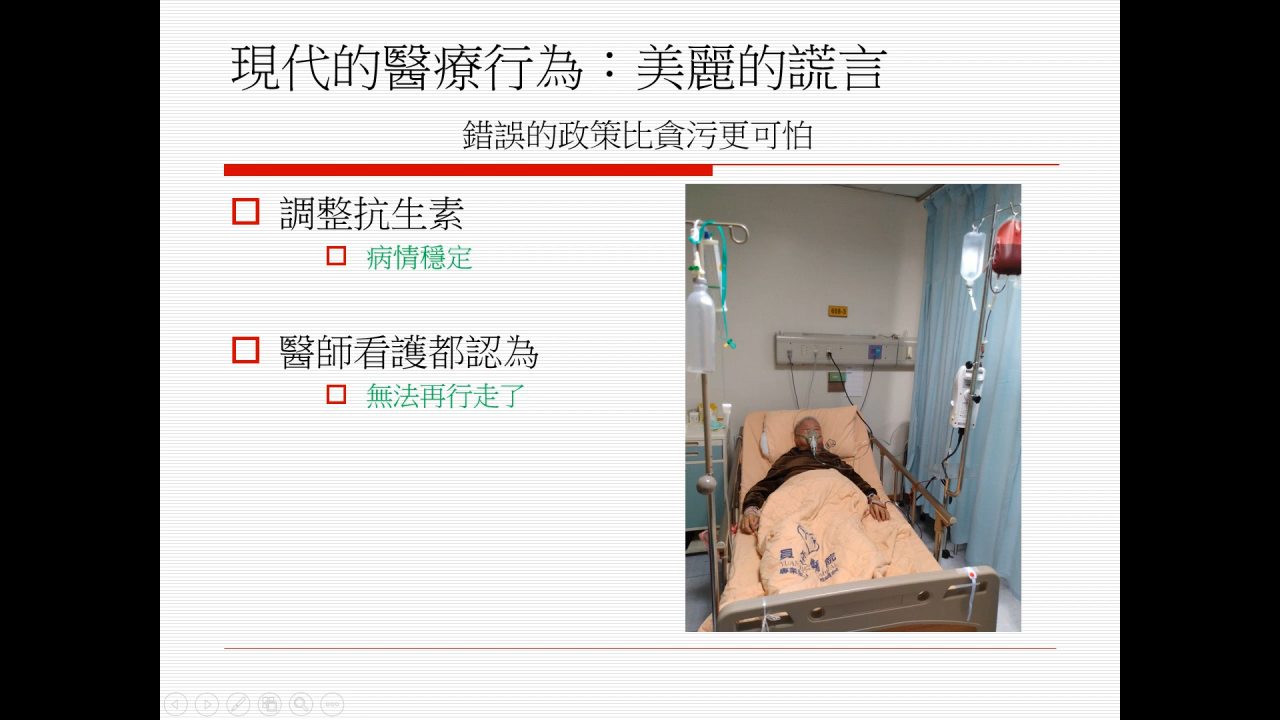 現代的醫療行為：美麗的謊言
錯誤的政策比貪污更可怕
調整抗生素
病情穩定
醫師看護都認為
無法再行走了